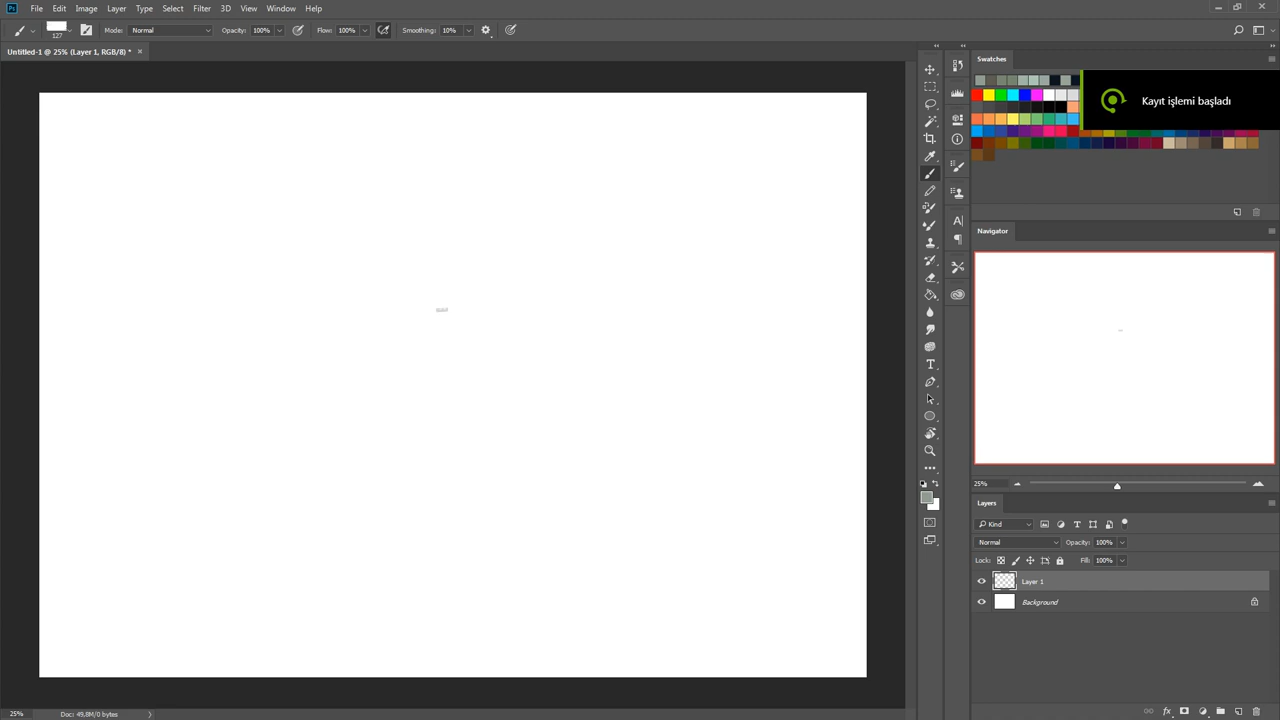 Ps File Edit Image Layer Type Select Filter 3D View Window Help
127 Mode: Normal Opacity: 100% Flow: 100% Smoothing: 10%
Untitled-1 @ 25% (Layer 1, RGB/8) *
Swatches
Kayıt işlemi başladı
Navigator
25%
Layers
Kind
Normal Opacity: 100%
Lock: Fill: 100%
Layer 1
Background
25% Doc: 49,8M/0 bytes